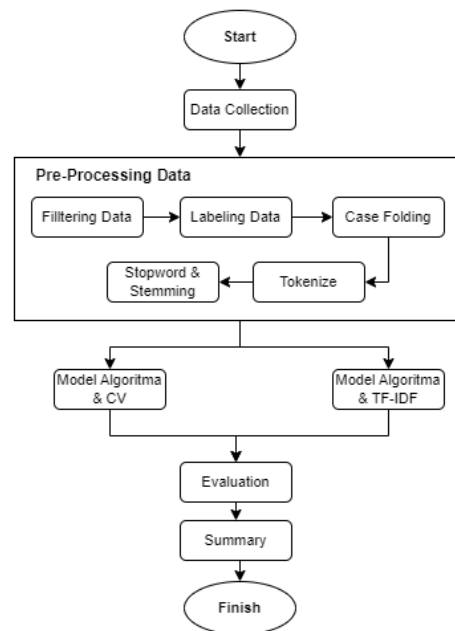 Start
Data Collection
Pre-Processing Data
Filltering Data
Labeling Data
Case Folding
Stopword &
Stemming
Tokenize
Model Algoritma
& CV
Model Algoritma
& TF-IDF
Evaluation
Summary
Finish